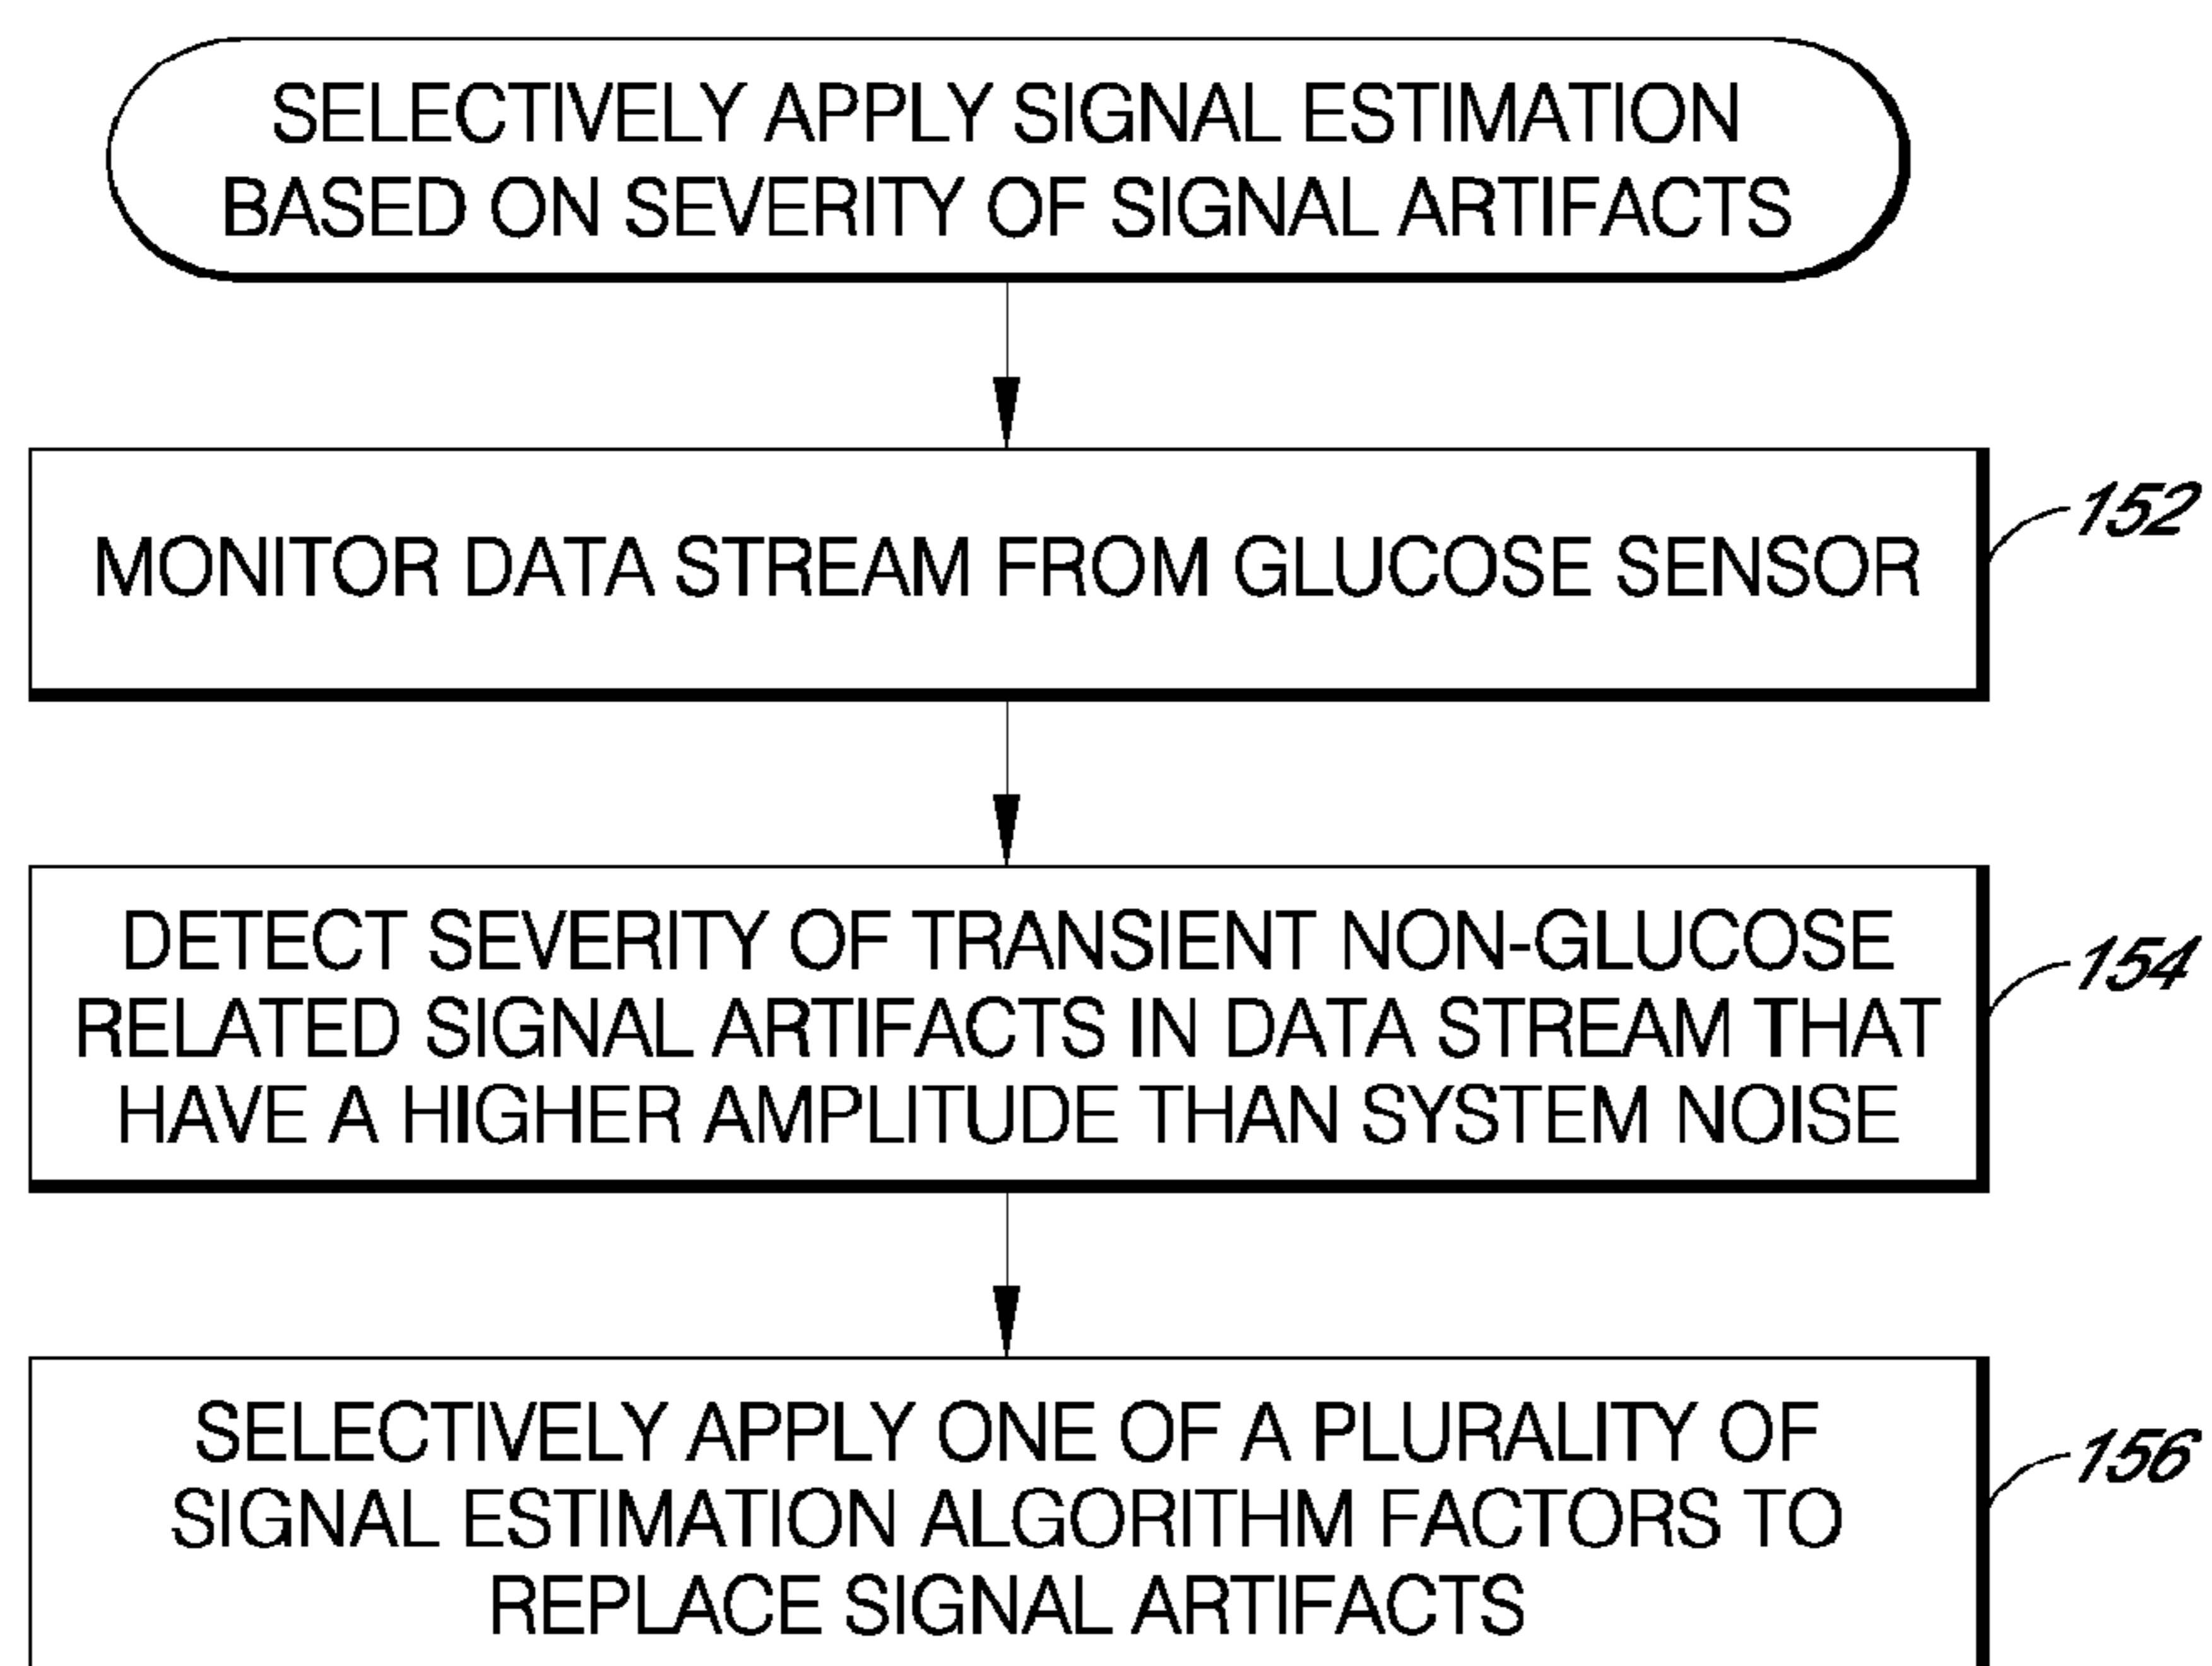 SELECTIVELY APPLY SIGNAL ESTIMATION
BASED ON SEVERITY OF SIGNAL ARTIFACTS
MONITOR DATA STREAM FROM GLUCOSE SENSOR
152
DETECT SEVERITY OF TRANSIENT NON-GLUCOSE
RELATED SIGNAL ARTIFACTS IN DATA STREAM THAT
HAVE A HIGHER AMPLITUDE THAN SYSTEM NOISE
154
SELECTIVELY APPLY ONE OF A PLURALITY OF
SIGNAL ESTIMATION ALGORITHM FACTORS TO
REPLACE SIGNAL ARTIFACTS
156